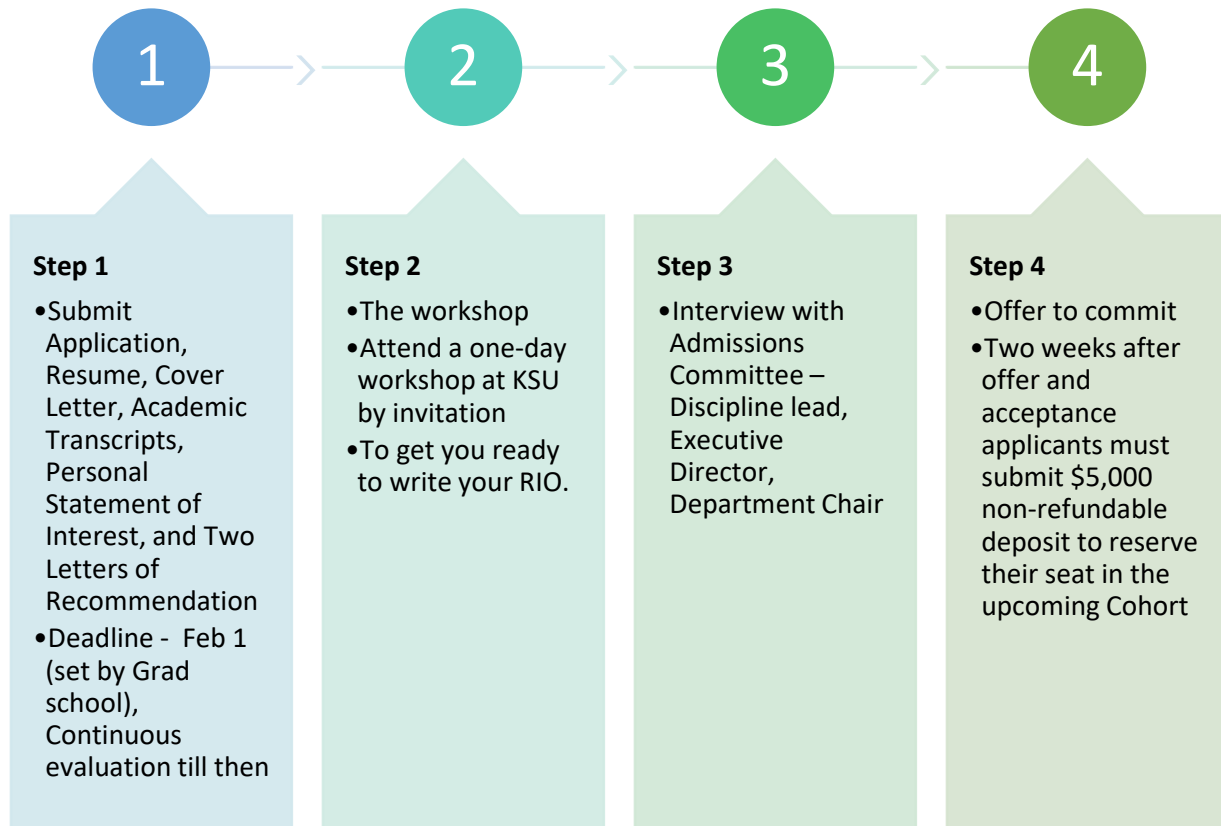 1
2
3
4
Step 1
•Submit
Application,
Resume, Cover
Letter, Academic
Transcripts,
Personal
Statement of
Interest, and Two
Letters of
Recommendation
•Deadline - Feb 1
(set by Grad
school),
Continuous
evaluation till then
Step 2
•The workshop
•Attend a one-day
workshop at KSU
by invitation
•To get you ready
to write your RIO.
Step 3
•Interview with
Admissions
Committee –
Discipline lead,
Executive
Director,
Department Chair
Step 4
•Offer to commit
•Two weeks after
offer and
acceptance
applicants must
submit $5,000
non-refundable
deposit to reserve
their seat in the
upcoming Cohort